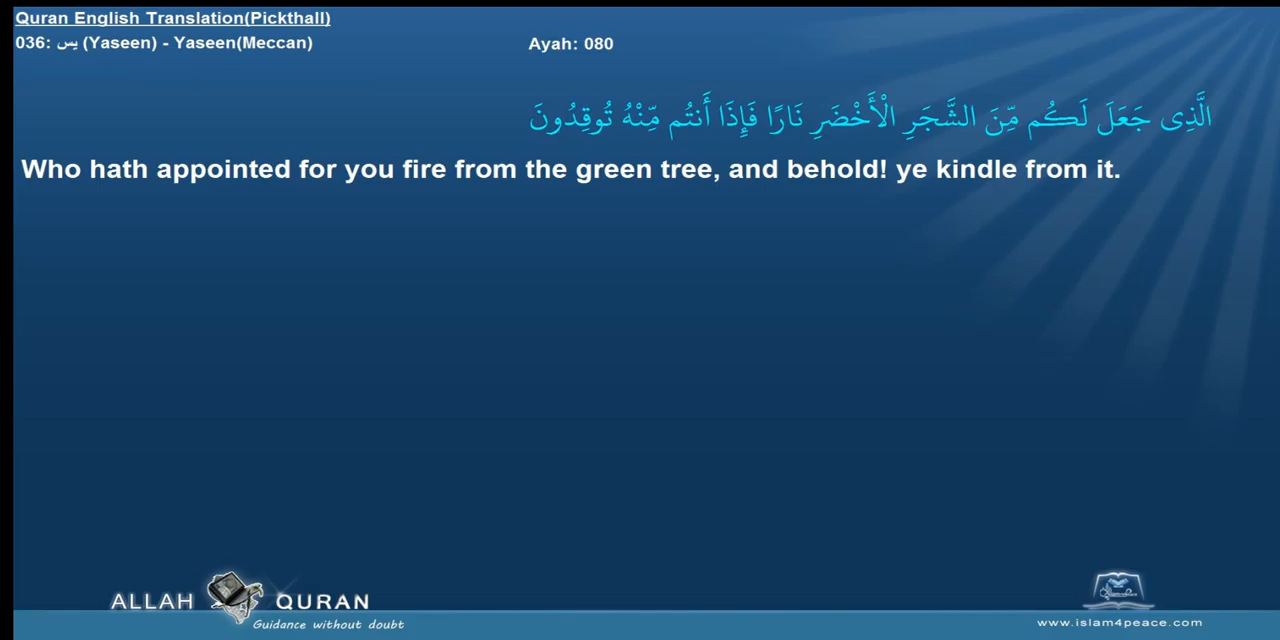 Quran English Translation(Pickthall)
036: يس (Yaseen) - Yaseen(Meccan)
Ayah: 080
الَّذِى جَعَلَ لَكُم مِّنَ الشَّجَرِ الْأَخْضَرِ نَارًا فَإِذَا أَنتُم مِّنْهُ تُوقِدُونَ
Who hath appointed for you fire from the green tree, and behold! ye kindle from it.
ALLAH QURAN
Guidance without doubt
www.islam4peace.com